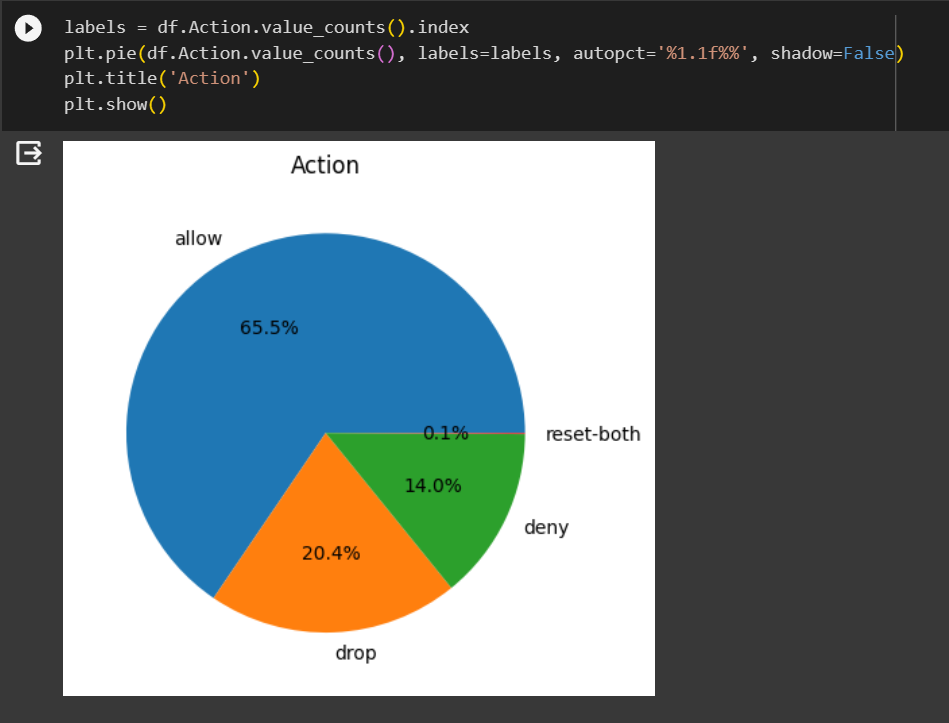 labels = df.Action.value_counts().index
plt.pie(df.Action.value_counts(), labels=labels, autopct='%1.1f%%', shadow=False)
plt.title('Action')
plt.show()
Action
allow
65.5%
0.1%
reset-both
14.0%
deny
20.4%
drop